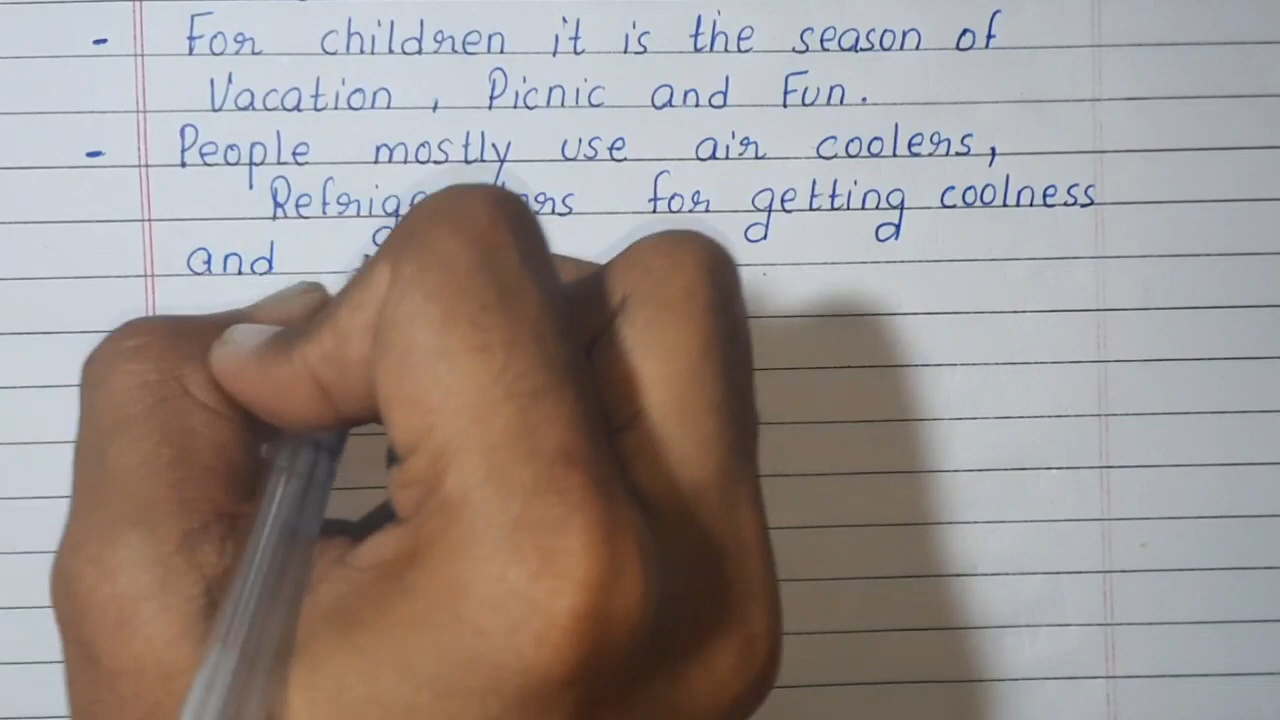 - For children it is the season of
Vacation, Picnic and Fun.
- People mostly use air coolers,
for getting coolness
and